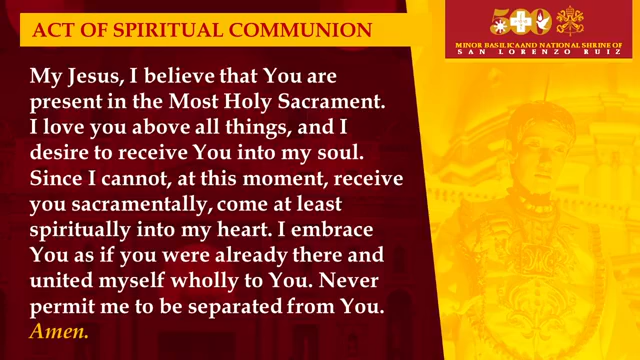 ACT OF SPIRITUAL COMMUNION
500
MINOR BASILICA AND NATIONAL SHRINE OF
SAN LORENZO RUIZ
My Jesus, I believe that You are
present in the Most Holy Sacrament.
I love you above all things, and I
desire to receive You into my soul.
Since I cannot, at this moment, receive
you sacramentally, come at least
spiritually into my heart. I embrace
You as if you were already there and
united myself wholly to You. Never
permit me to be separated from You.
Amen.